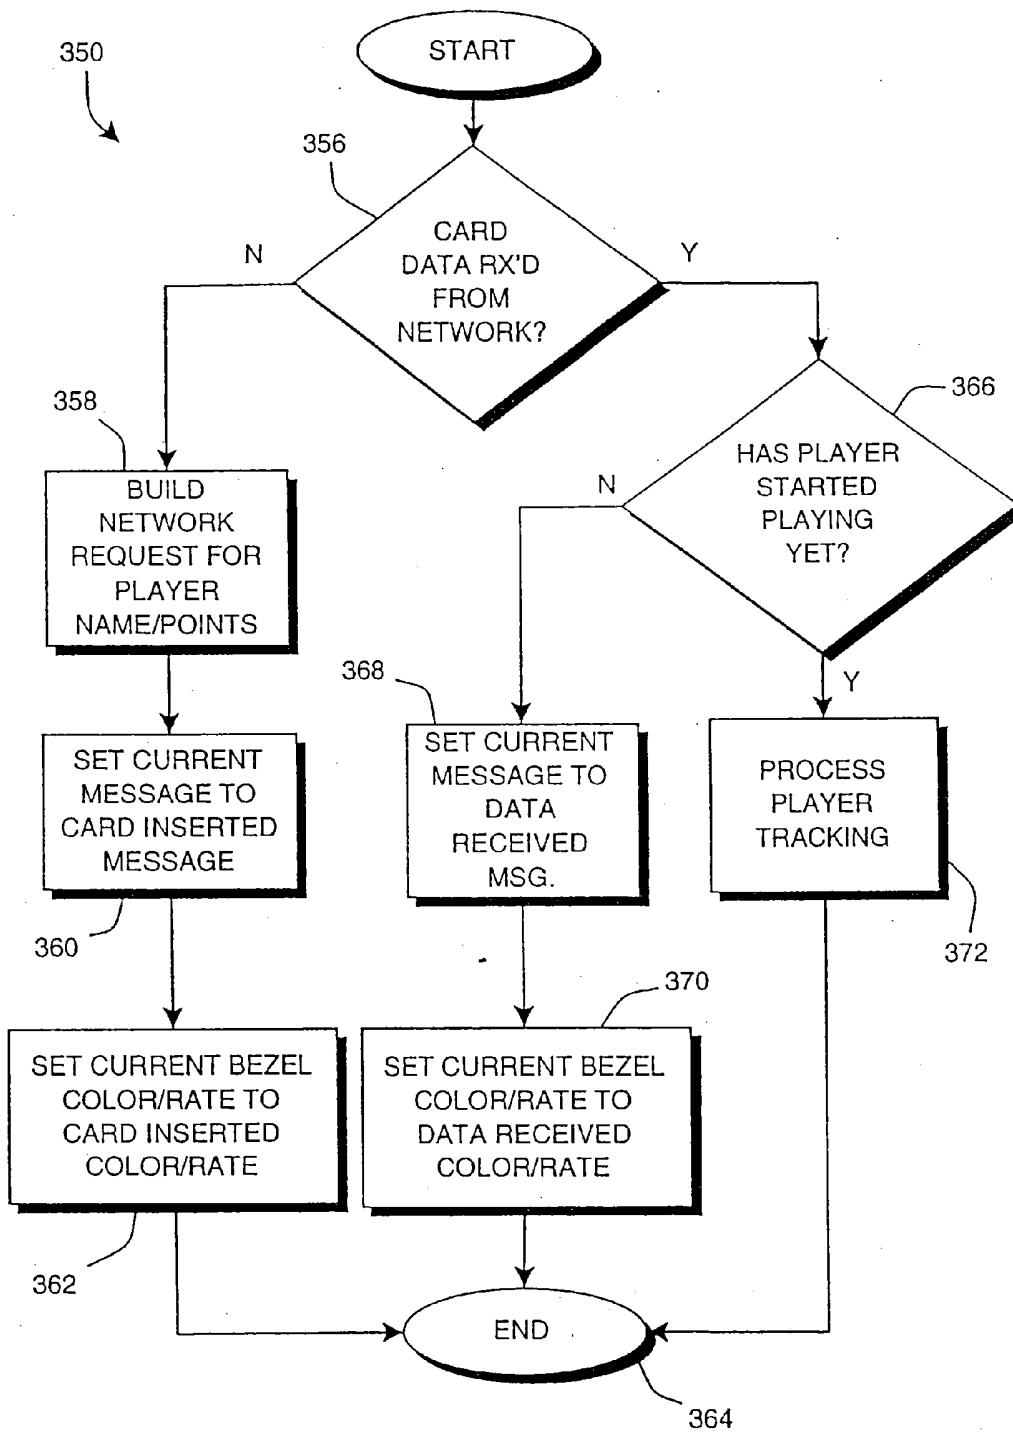 START
350
356
CARD
DATA RX'D
FROM
NETWORK?
N
Y
358
366
BUILD
NETWORK
REQUEST FOR
PLAYER
NAME/POINTS
HAS PLAYER
STARTED
PLAYING
YET?
N
Y
368
SET CURRENT
MESSAGE TO
CARD INSERTED
MESSAGE
360
SET CURRENT
MESSAGE TO
DATA
RECEIVED
MSG.
PROCESS
PLAYER
TRACKING
372
370
SET CURRENT BEZEL
COLOR/RATE TO
CARD INSERTED
COLOR/RATE
362
SET CURRENT BEZEL
COLOR/RATE TO
DATA RECEIVED
COLOR/RATE
END
364